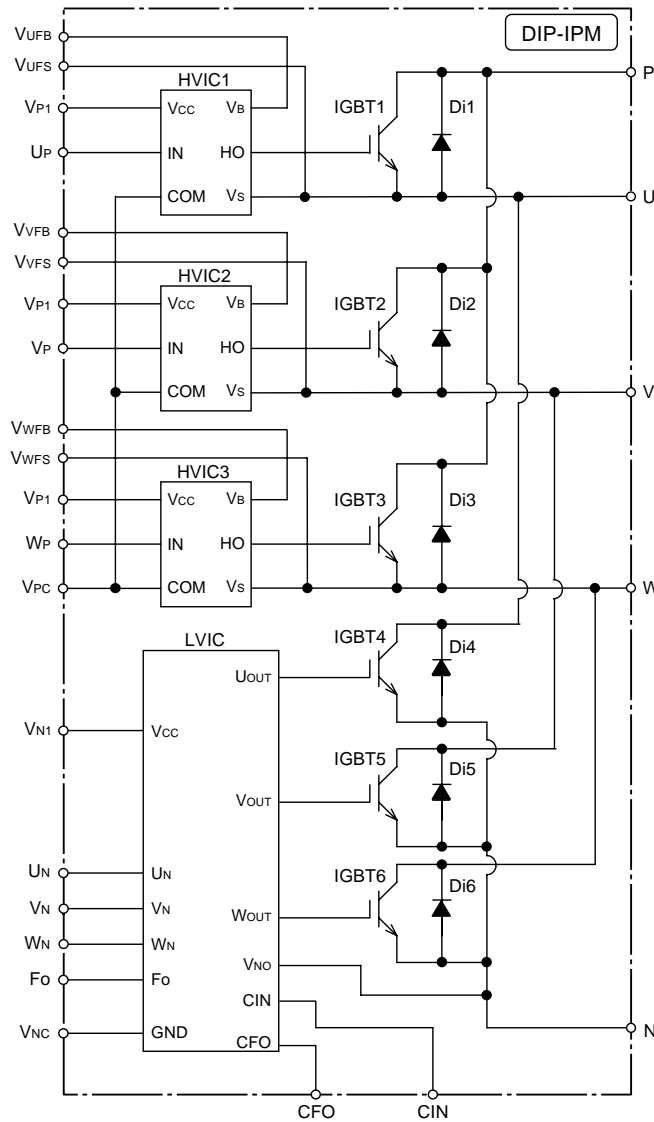 VUFB
DIP-IPM
VUFS
HVIC1
P
VP1
VCC
VB
IGBT1
Di1
UP
IN
HO
COM
VS
U
VVFB
VVFS
HVIC2
VP1
VCC
VB
IGBT2
Di2
VP
IN
HO
COM
VS
V
VWFB
VWFS
HVIC3
VP1
VCC
VB
IGBT3
Di3
WP
IN
HO
VPC
COM
VS
W
LVIC
IGBT4
Di4
UOUT
VN1
VCC
IGBT5
Di5
VOUT
UN
UN
IGBT6
Di6
VN
VN
WOUT
WN
WN
FO
FO
VNO
CIN
VNC
GND
CFO
N
CFO
CIN